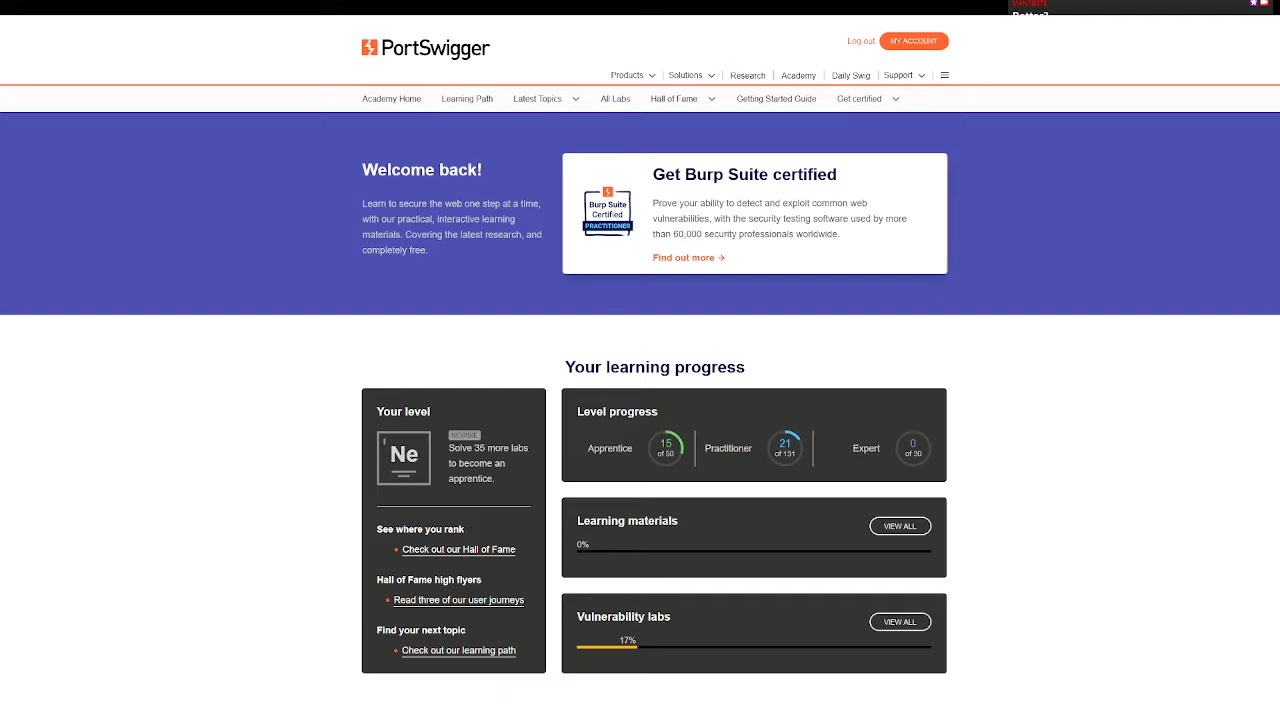 PortSwigger
Log out
MY ACCOUNT
Products
Solutions
Research
Academy
Daily Swig
Support
Academy Home
Learning Path
Latest Topics
All Labs
Hall of Fame
Getting Started Guide
Get certified
Welcome back!
Learn to secure the web one step at a time,
with our practical, interactive learning
materials. Covering the latest research, and
completely free.
Burp Suite
Certified
PRACTITIONER
Get Burp Suite certified
Prove your ability to detect and exploit common web
vulnerabilities, with the security testing software used by more
than 60,000 security professionals worldwide.
Find out more →
Your learning progress
Your level
Ne
NEWBIE
Solve 35 more labs
to become an
apprentice.
See where you rank
Check out our Hall of Fame
Hall of Fame high flyers
Read three of our user journeys
Find your next topic
Check out our learning path
Level progress
Apprentice
15
of 50
Practitioner
21
of 131
Expert
0
of 30
Learning materials
VIEW ALL
0%
Vulnerability labs
VIEW ALL
17%